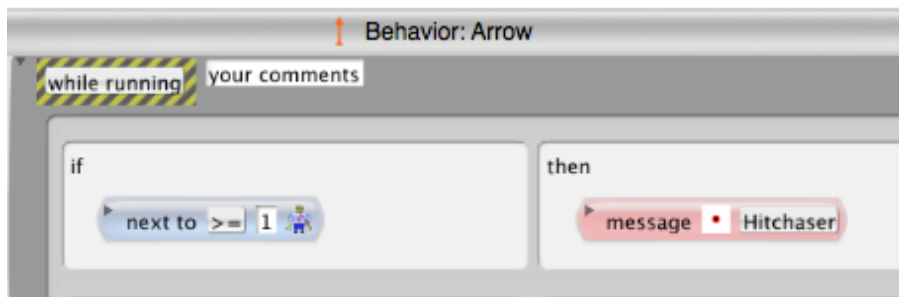 Behavior: Arrow
while running your comments
if then
next to >= 1 message Hitchaser